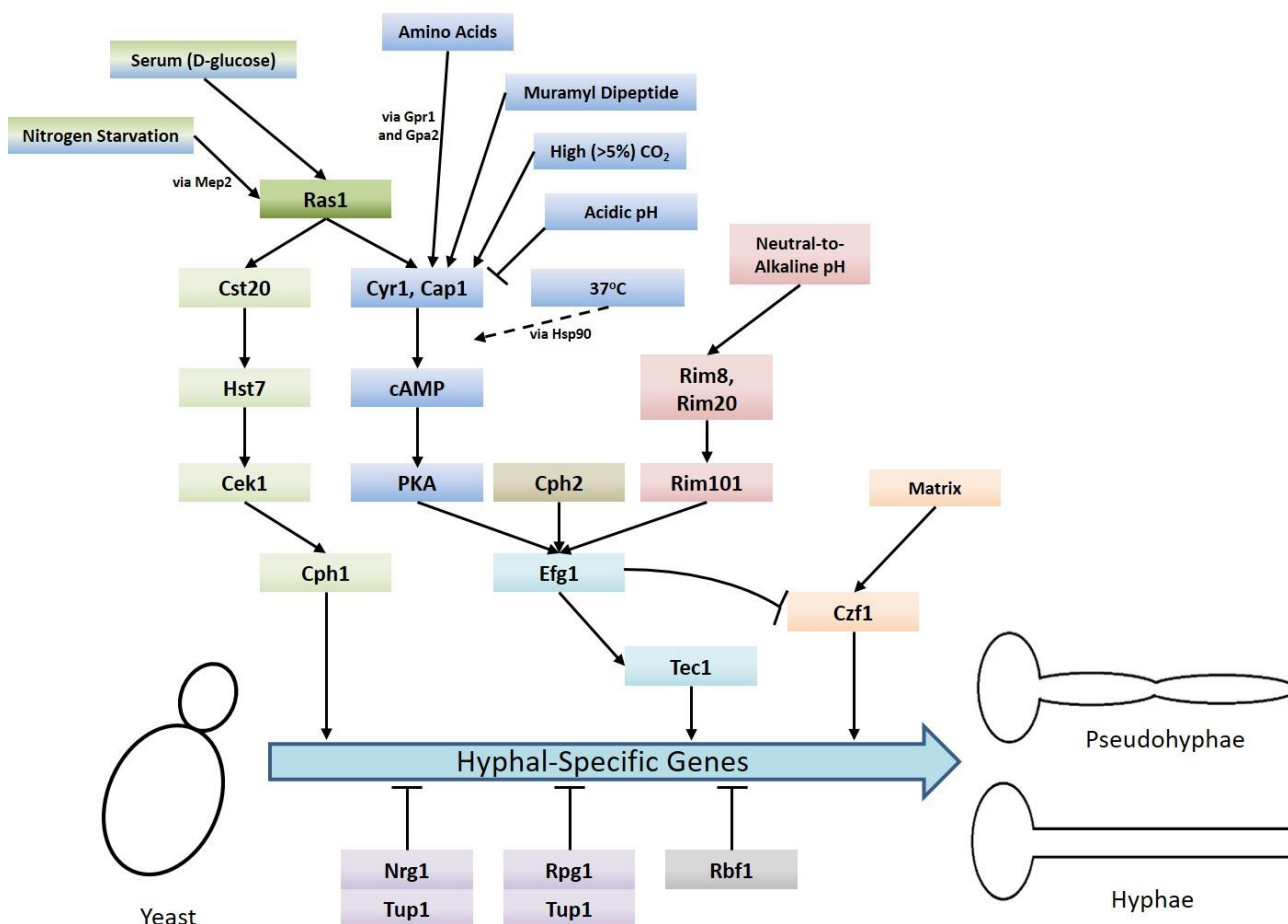 Amino Acids
Serum (D-glucose)
Muramyl Dipeptide
via Gpr1
and Gpa2
Nitrogen Starvation
High (>5%) CO₂
via Mep2
Ras1
Acidic pH
Neutral-to-
Alkaline pH
Cst20
Cyr1, Cap1
37ºC
via Hsp90
Hst7
cAMP
Rim8,
Rim20
Cek1
PKA
Cph2
Rim101
Matrix
Cph1
Efg1
Czf1
Tec1
Pseudohyphae
Hyphal-Specific Genes
Nrg1
Rpg1
Rbf1
Hyphae
Tup1
Tup1
Yeast